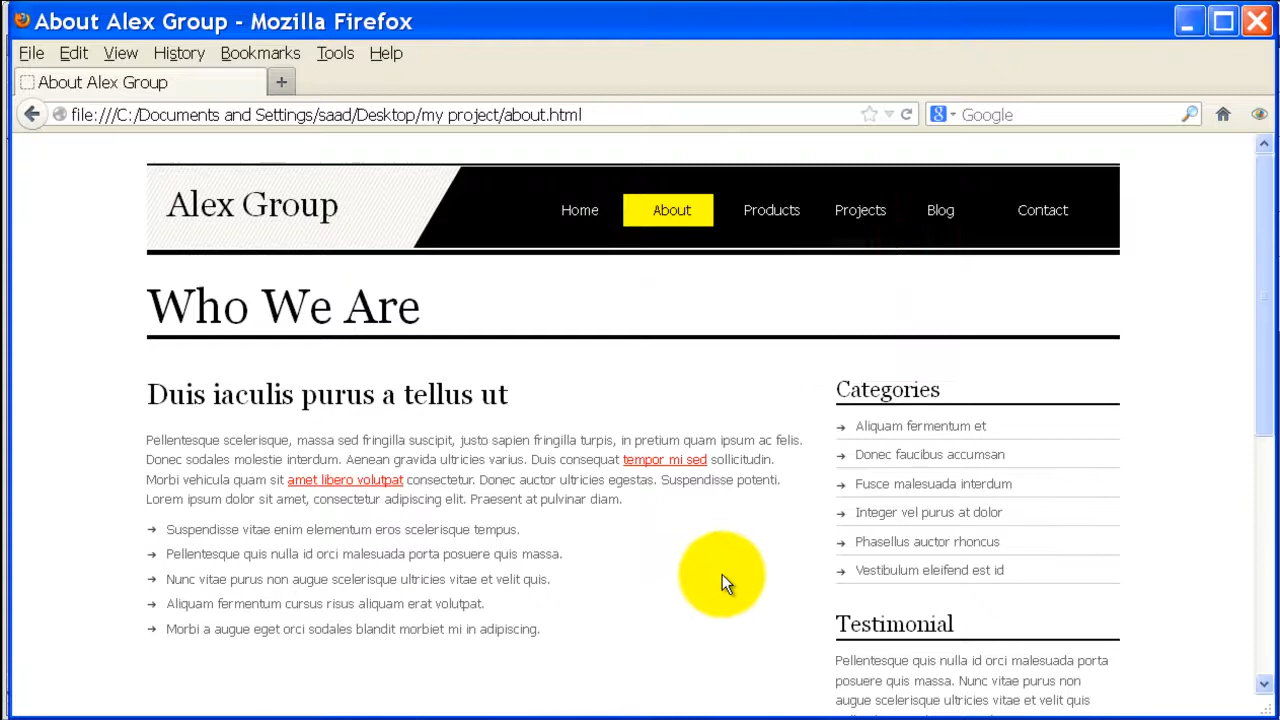 About Alex Group - Mozilla Firefox
File Edit View History Bookmarks Tools Help
About Alex Group
file:///C:/Documents and Settings/saad/Desktop/my project/about.html
Google
Alex Group
Home About Products Projects Blog Contact
Who We Are
Duis iaculis purus a tellus ut
Pellentesque scelerisque, massa sed fringilla suscipit, justo sapien fringilla turpis, in pretium quam ipsum ac felis.
Donec sodales molestie interdum. Aenean gravida ultricies varius. Duis consequat tempor mi sed sollicitudin.
Morbi vehicula quam sit amet libero volutpat consectetur. Donec auctor ultricies egestas. Suspendisse potenti.
Lorem ipsum dolor sit amet, consectetur adipiscing elit. Praesent at pulvinar diam.
Suspendisse vitae enim elementum eros scelerisque tempus.
Pellentesque quis nulla id orci malesuada porta posuere quis massa.
Nunc vitae purus non augue scelerisque ultricies vitae et velit quis.
Aliquam fermentum cursus risus aliquam erat volutpat.
Morbi a augue eget orci sodales blandit morbiet mi in adipiscing.
Categories
Aliquam fermentum et
Donec faucibus accumsan
Fusce malesuada interdum
Integer vel purus at dolor
Phasellus auctor rhoncus
Vestibulum eleifend est id
Testimonial
Pellentesque quis nulla id orci malesuada porta
posuere quis massa. Nunc vitae purus non
augue scelerisque ultricies vitae et velit quis